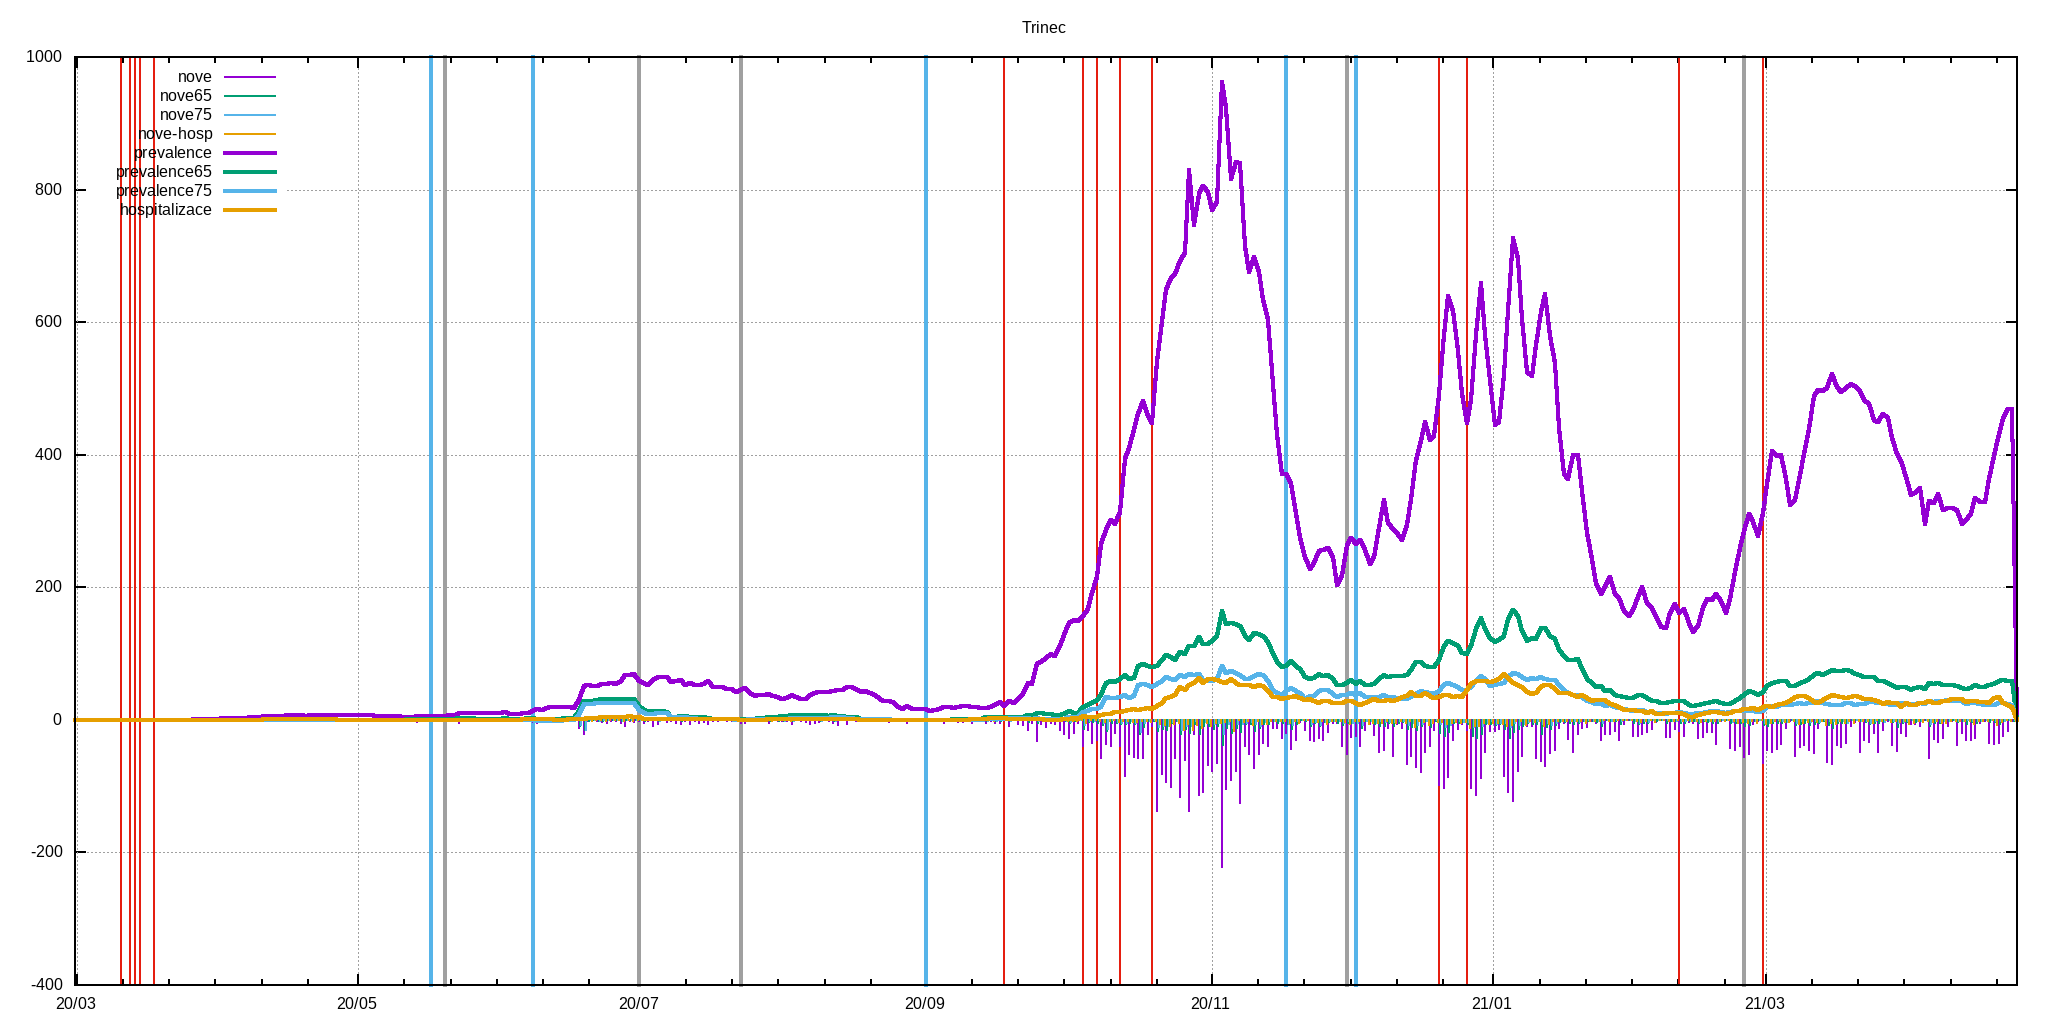 Trinec
1000
800
600
400
200
0
-200
-400
nove
nove65
nove75
nove-hosp
prevalence
prevalence65
prevalence75
hospitalizace
20/03 20/05 20/07 20/09 20/11 21/01 21/03